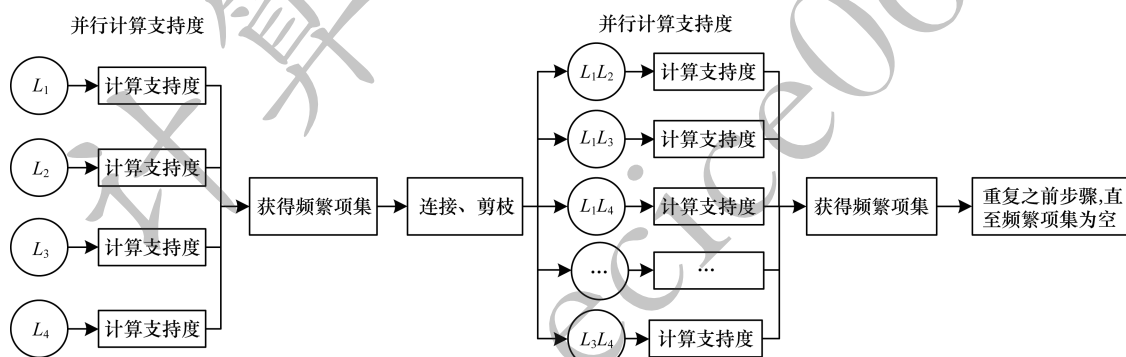 并行计算支持度
L1
计算支持度
L2
计算支持度
L3
计算支持度
L4
计算支持度
获得频繁项集
连接、剪枝
并行计算支持度
L1L2
计算支持度
L1L3
计算支持度
L1L4
计算支持度
…
…
L3L4
计算支持度
获得频繁项集
重复之前步骤,直
至频繁项集为空
计算
ecice0